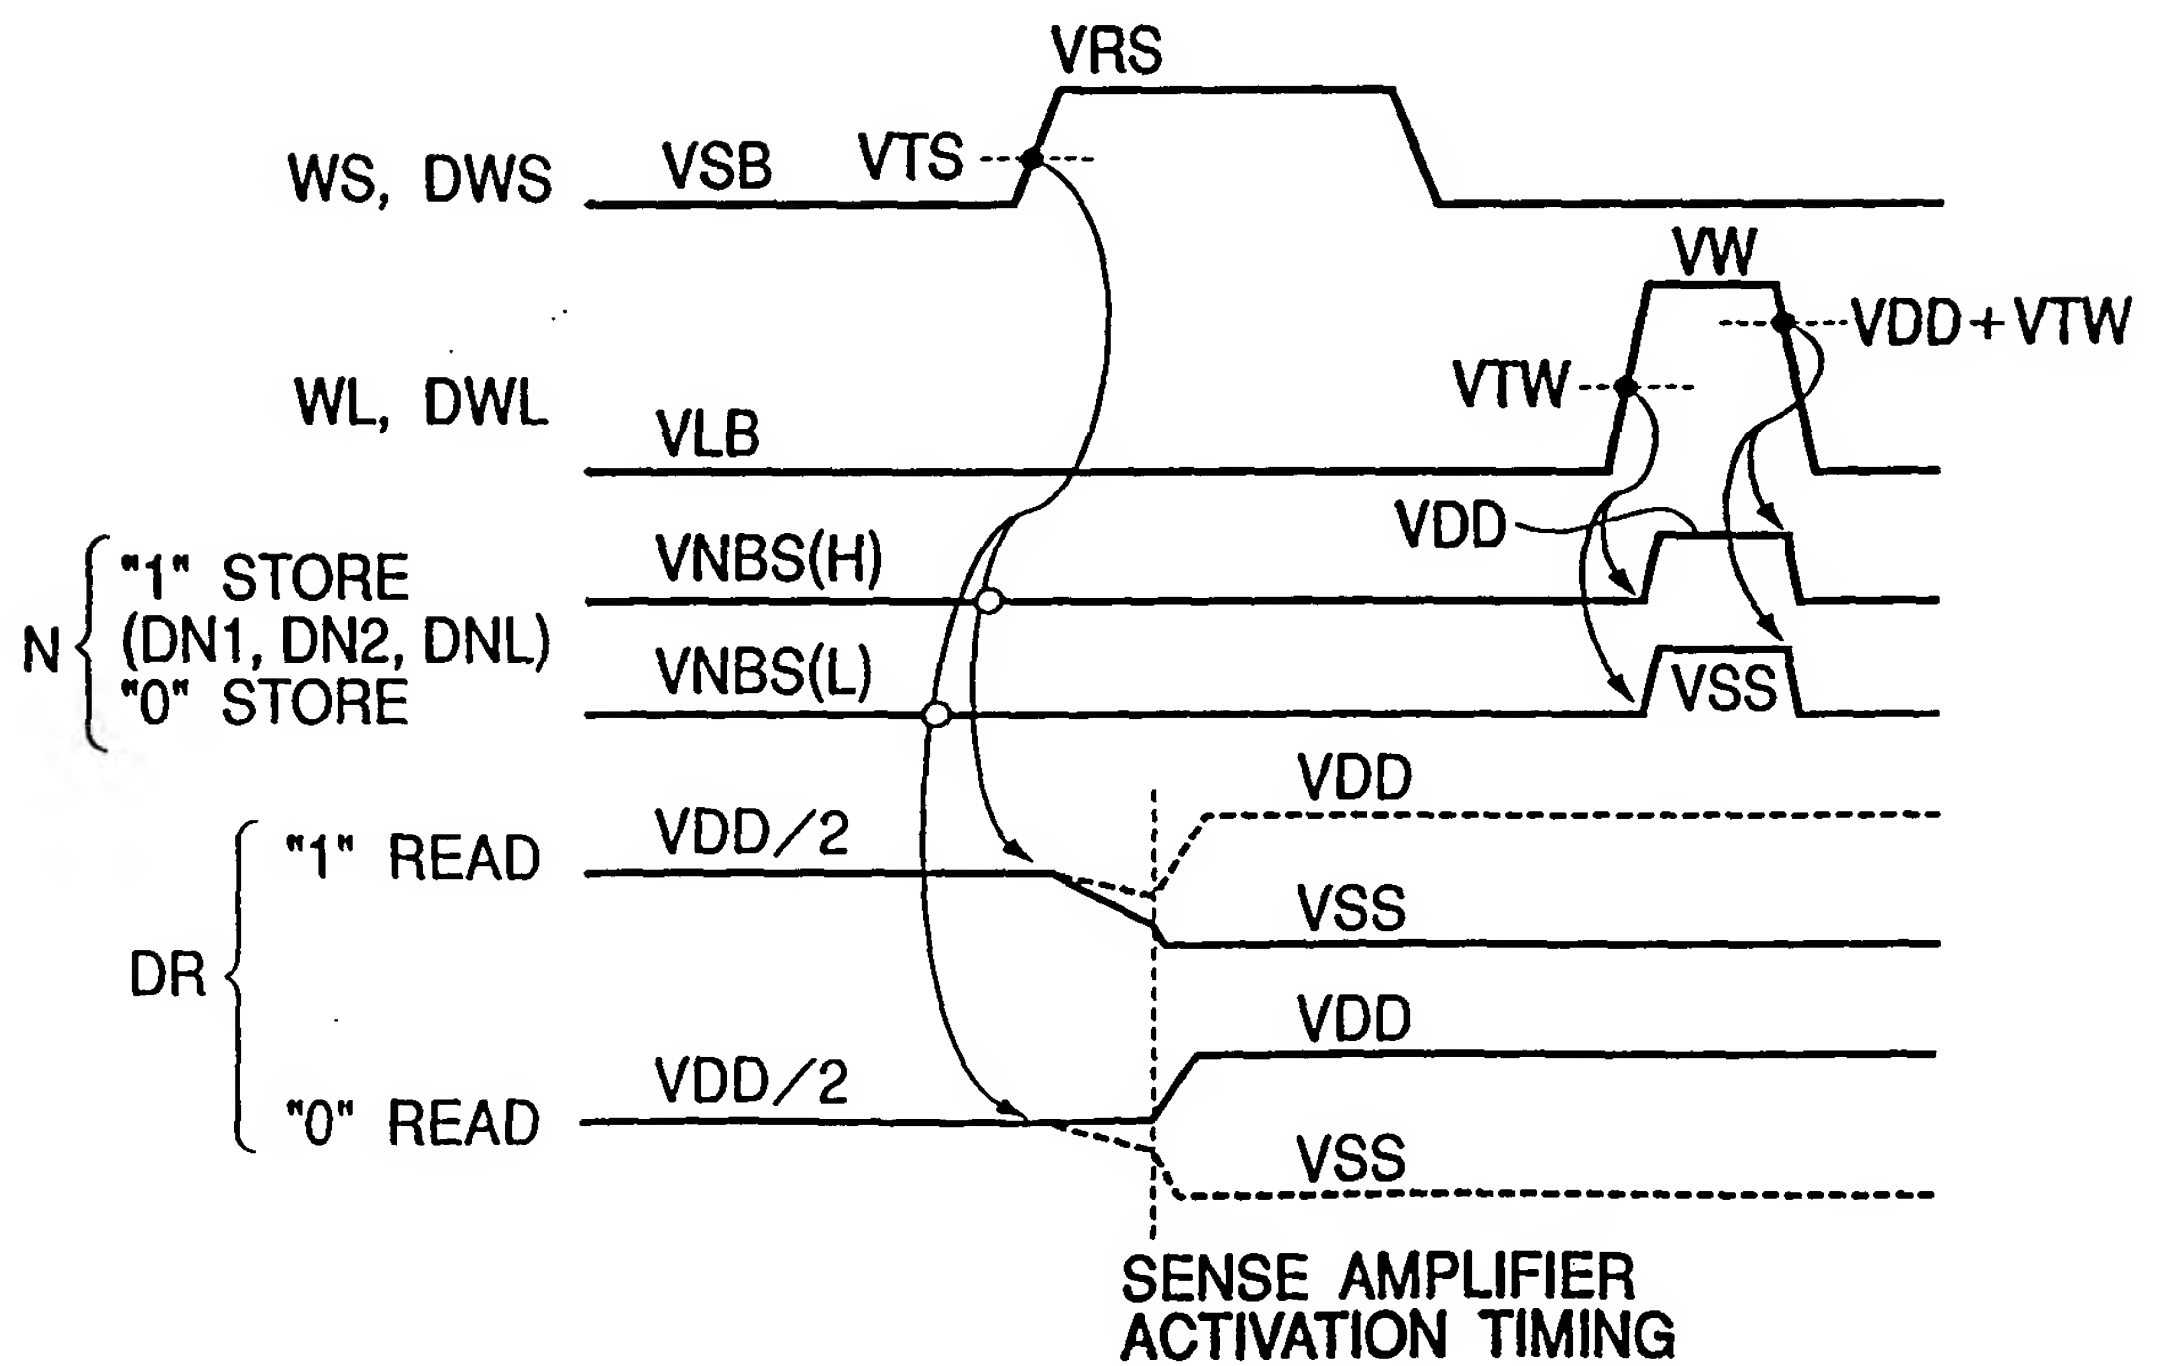 VRS
WS, DWS
VSB
VTS
VW
VDD+VTW
VTW
WL, DWL
VLB
VDD
N
"1" STORE
VNBS(H)
(DN1, DN2, DNL)
"0" STORE
VNBS(L)
VSS
VDD
DR
"1" READ
VDD/2
VSS
VDD
"0" READ
VDD/2
VSS
SENSE AMPLIFIER
ACTIVATION TIMING